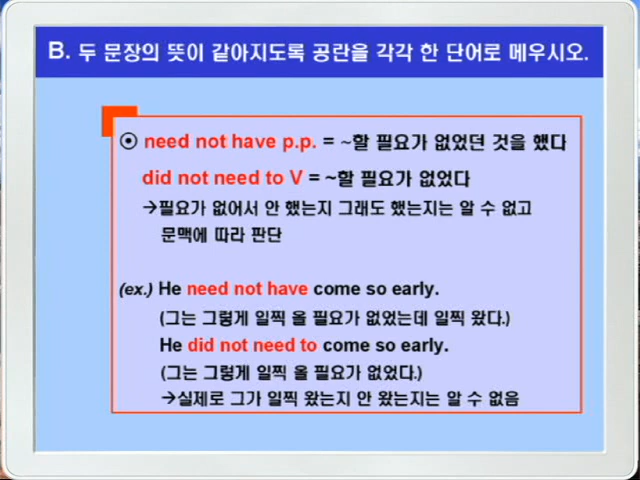 B. 두 문장의 뜻이 같아지도록 공란을 각각 한 단어로 메우시오.
⊙ need not have p.p. = ~할 필요가 없었던 것을 했다
did not need to V = ~할 필요가 없었다
→필요가 없어서 안 했는지 그래도 했는지는 알 수 없고
문맥에 따라 판단
(ex.) He need not have come so early.
(그는 그렇게 일찍 올 필요가 없었는데 일찍 왔다.)
He did not need to come so early.
(그는 그렇게 일찍 올 필요가 없었다.)
→실제로 그가 일찍 왔는지 안 왔는지는 알 수 없음